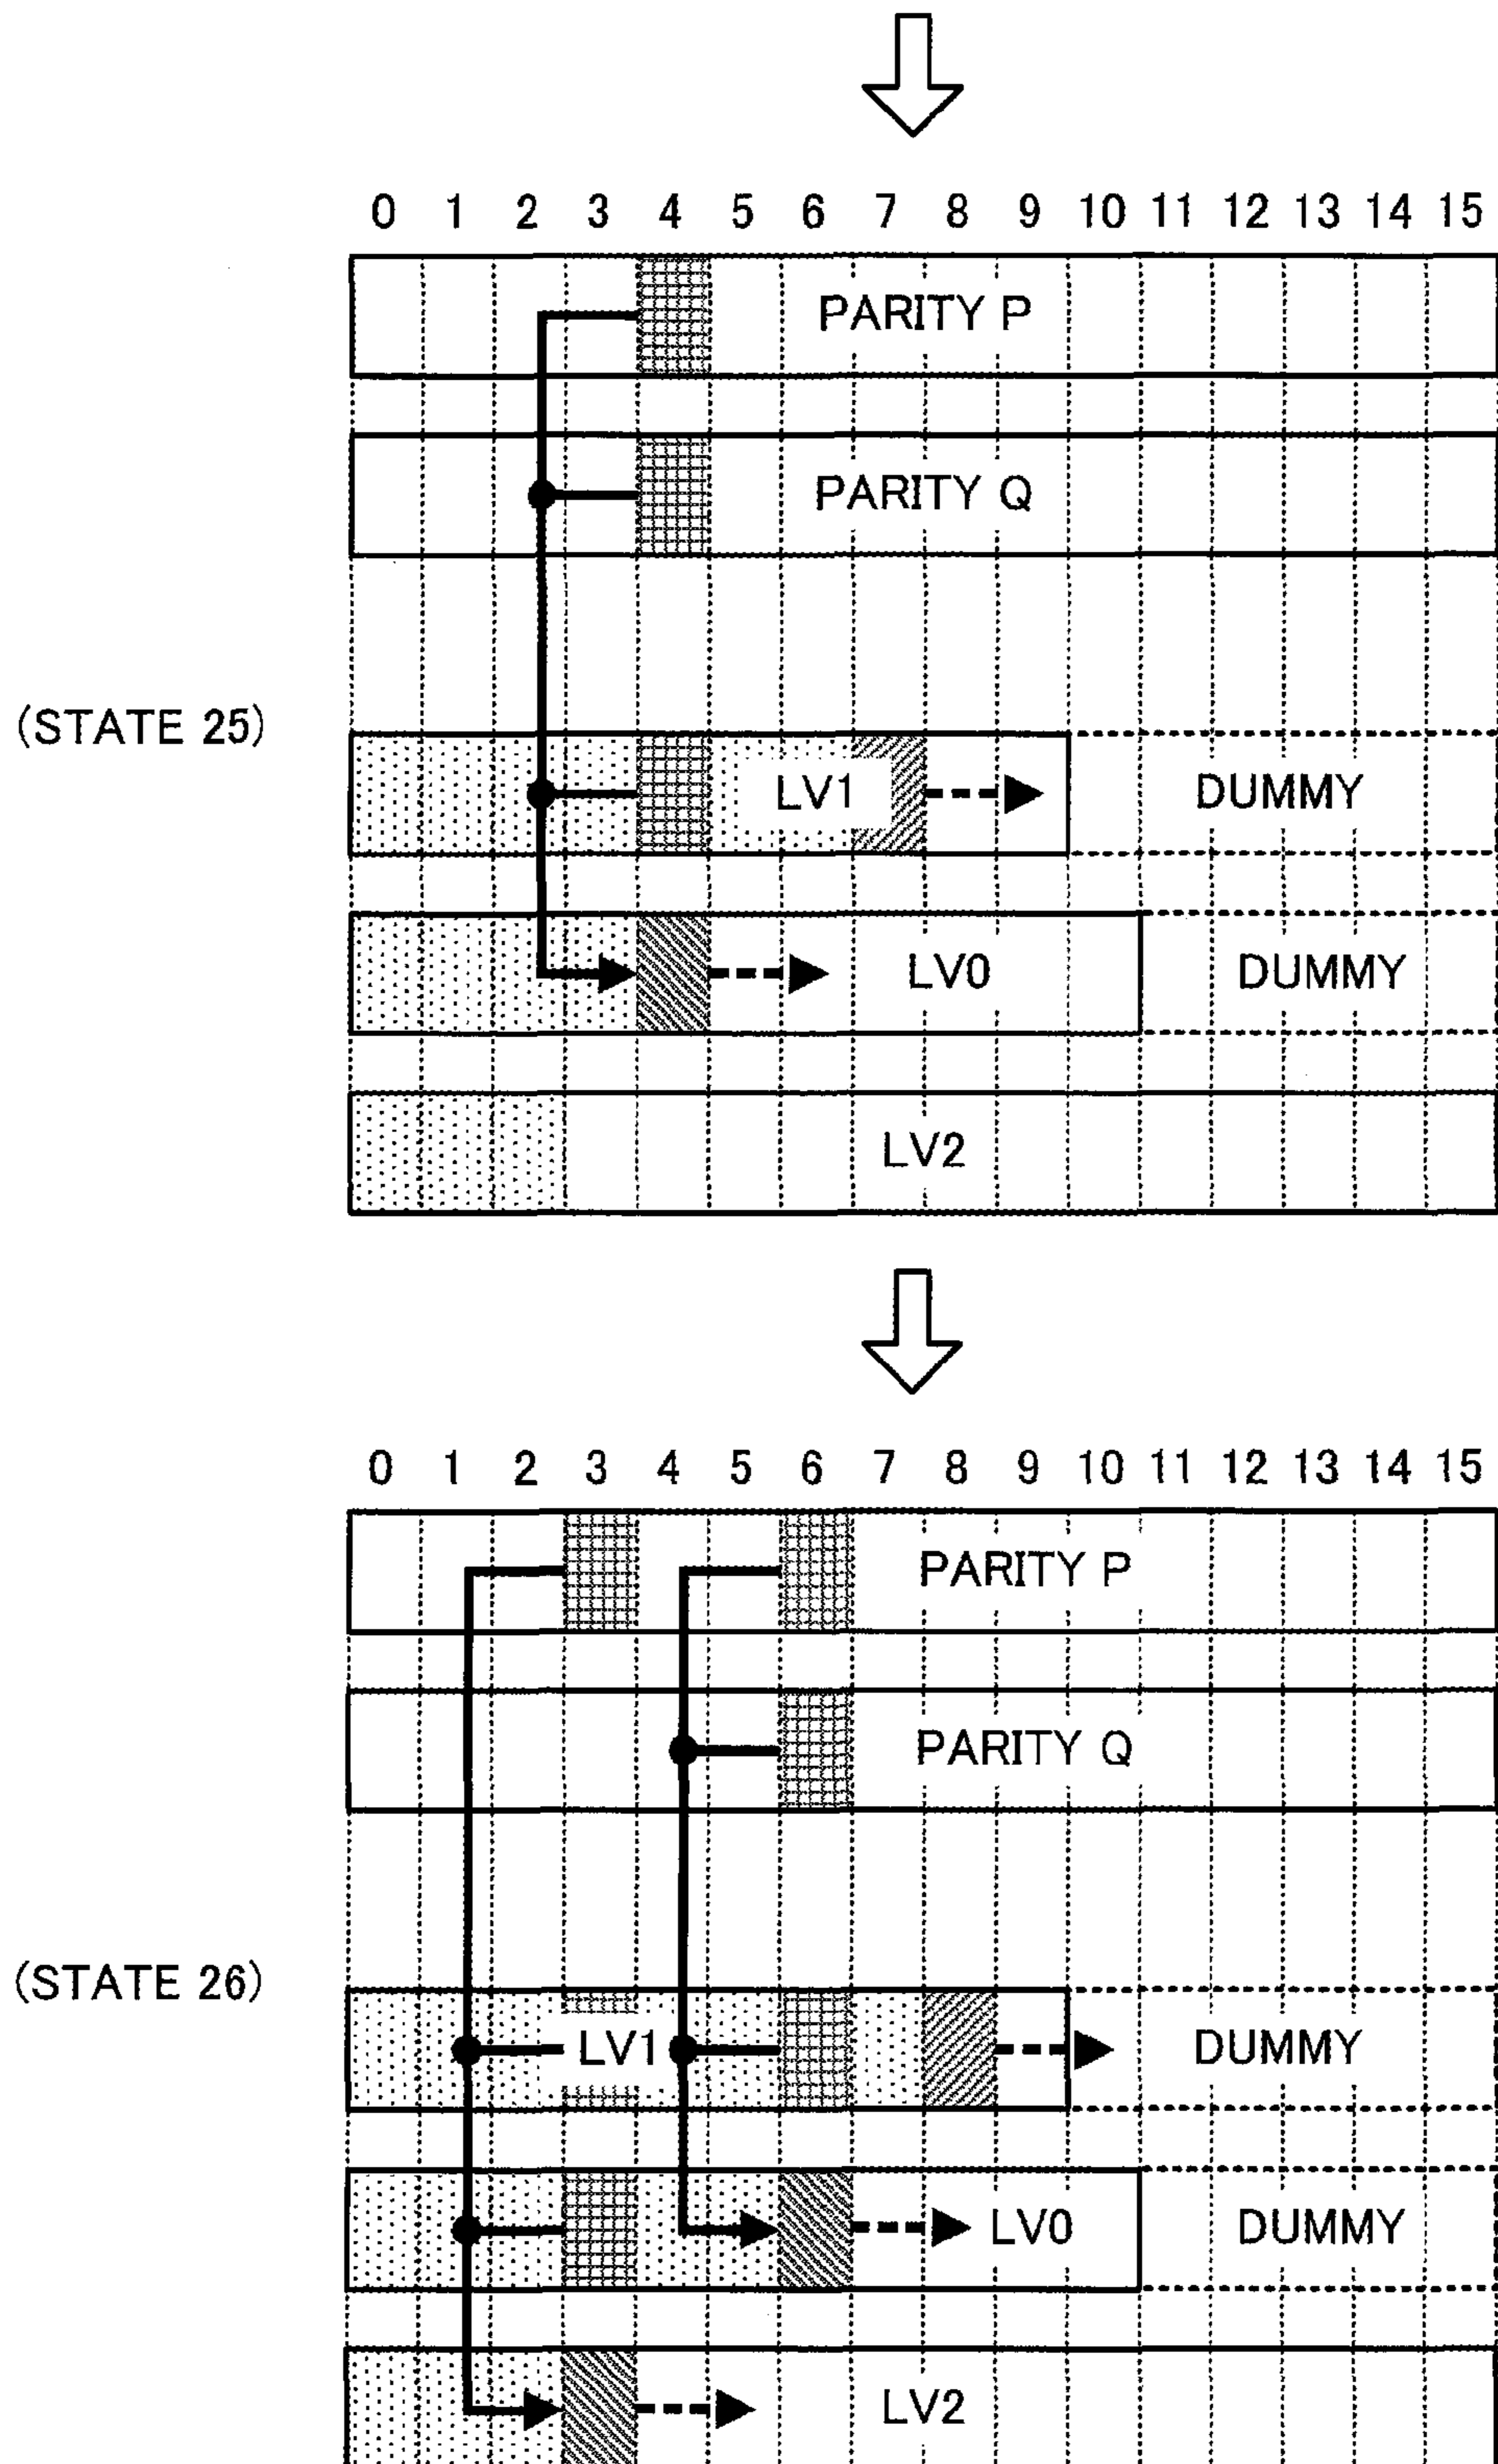 0 1 2 3 4 5 6 7 8 9 10 11 12 13 14 15
PARITY P
PARITY Q
(STATE 25)
LV1 DUMMY
LV0 DUMMY
LV2
0 1 2 3 4 5 6 7 8 9 10 11 12 13 14 15
PARITY P
PARITY Q
(STATE 26)
LV1 DUMMY
LV0 DUMMY
LV2